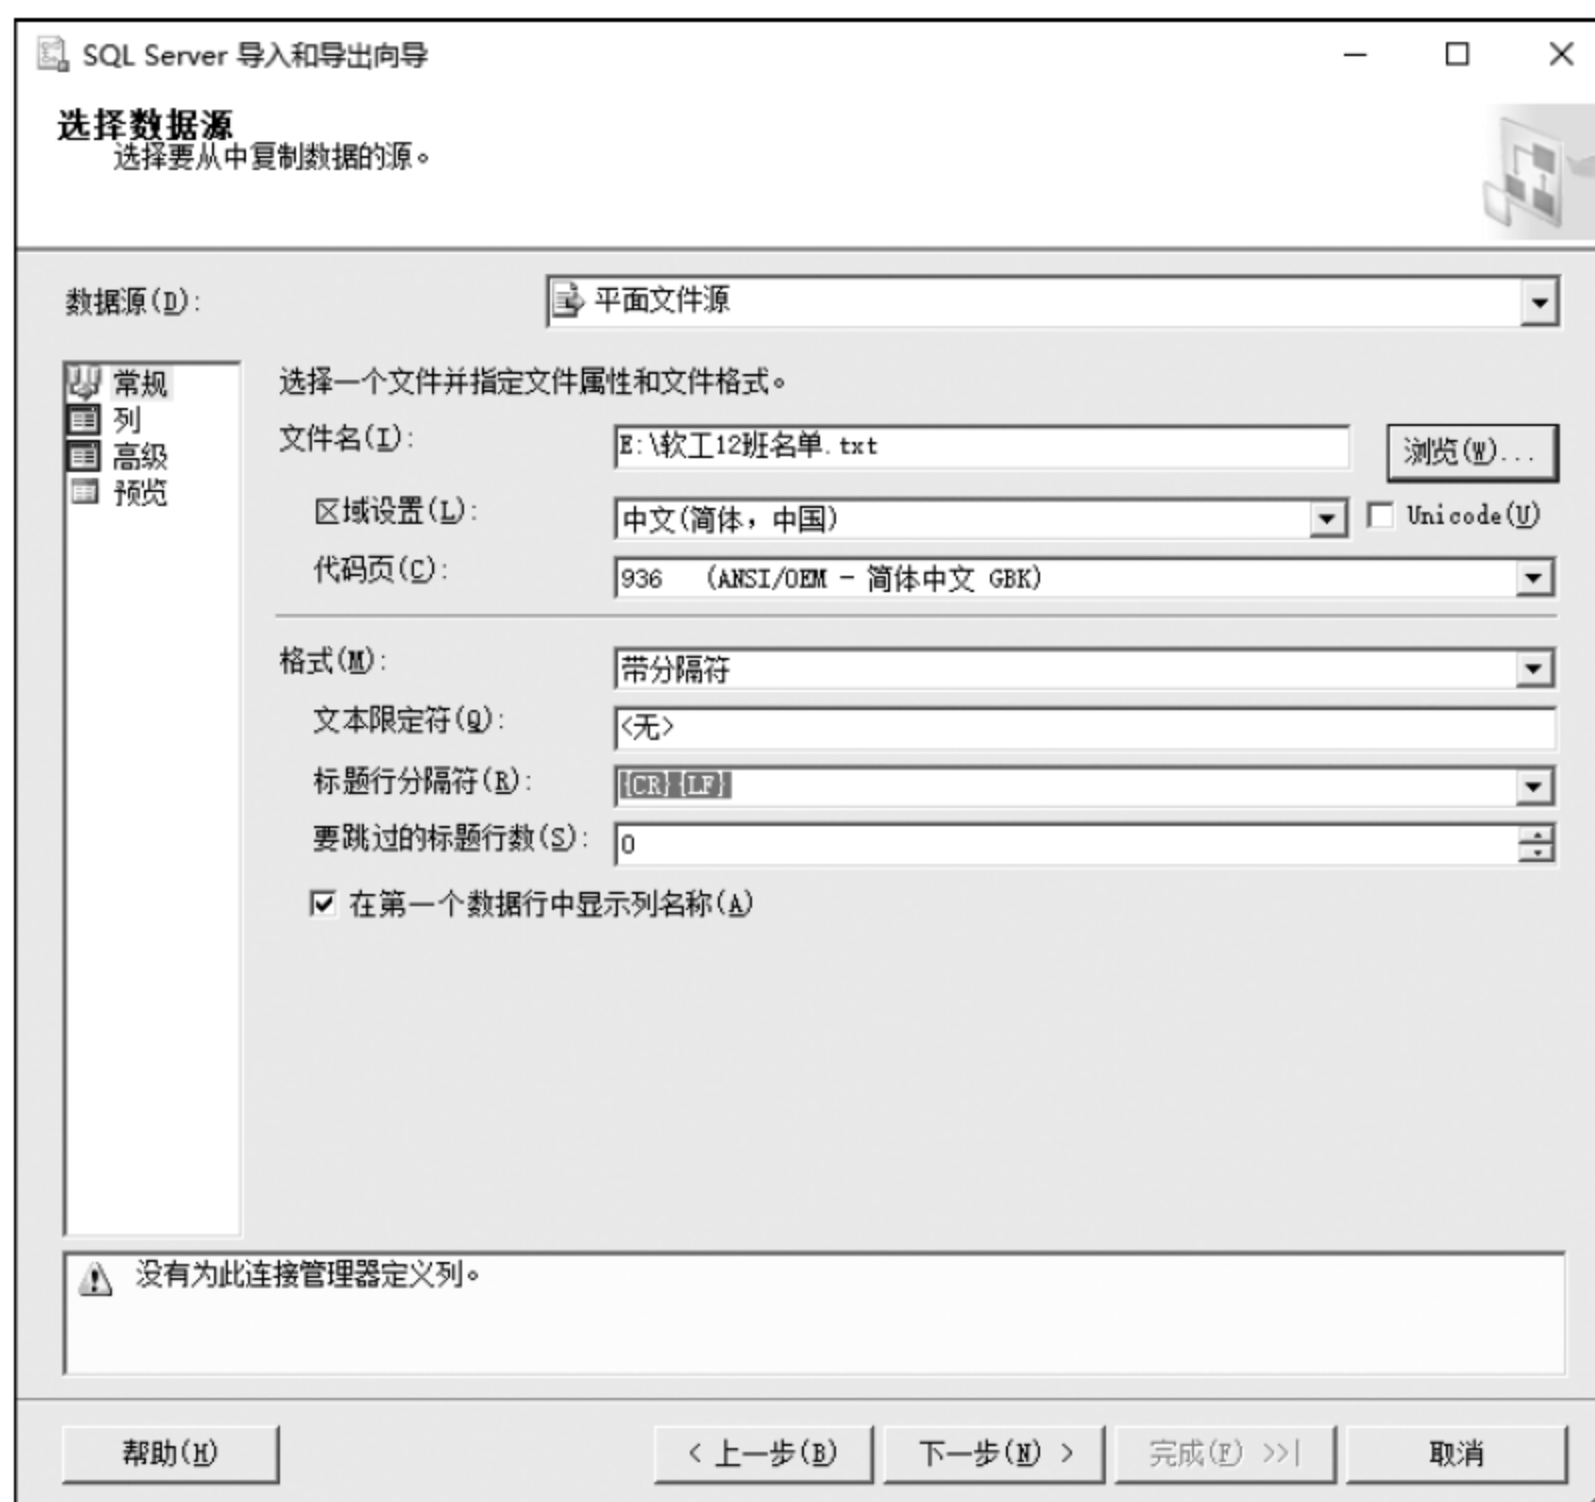 SQL Server 导入和导出向导
选择数据源
选择要从中复制数据的源。
数据源(D):
平面文件源
常规
列
高级
预览
选择一个文件并指定文件属性和文件格式。
文件名(I):
E:\软工12班名单.txt
浏览(W)...
区域设置(L):
中文(简体，中国)
Unicode(U)
代码页(C):
936 (ANSI/OEM - 简体中文 GBK)
格式(M):
带分隔符
文本限定符(Q):
<无>
标题行分隔符(R):
{CR}{LF}
要跳过的标题行数(S):
0
在第一个数据行中显示列名称(A)
没有为此连接管理器定义列。
帮助(H)
< 上一步(B)
下一步(N) >
完成(F) >>|
取消